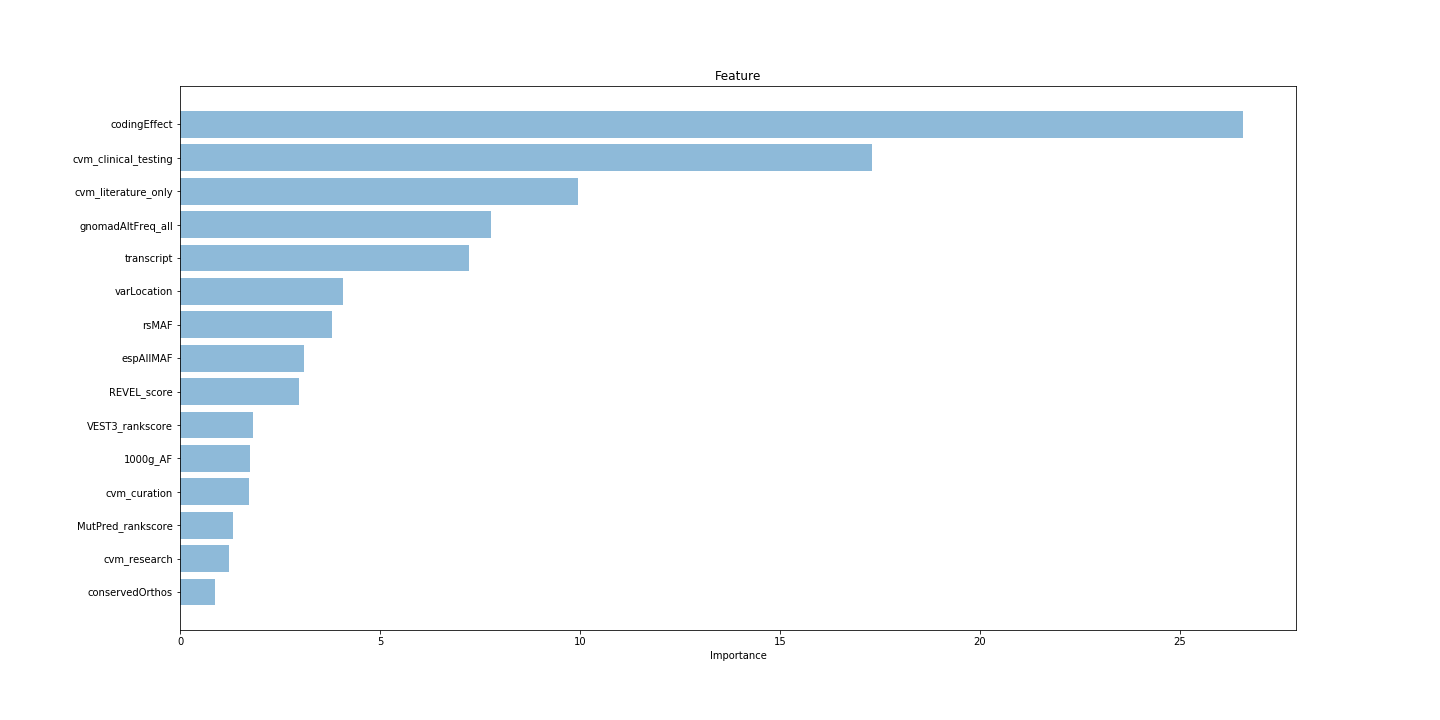 Feature
codingEffect
cvm_clinical_testing
cvm_literature_only
gnomadAltFreq_all
transcript
varLocation
rsMAF
espAllMAF
REVEL_score
VEST3_rankscore
1000g_AF
cvm_curation
MutPred_rankscore
cvm_research
conservedOrthos
0 5 10 15 20 25
Importance